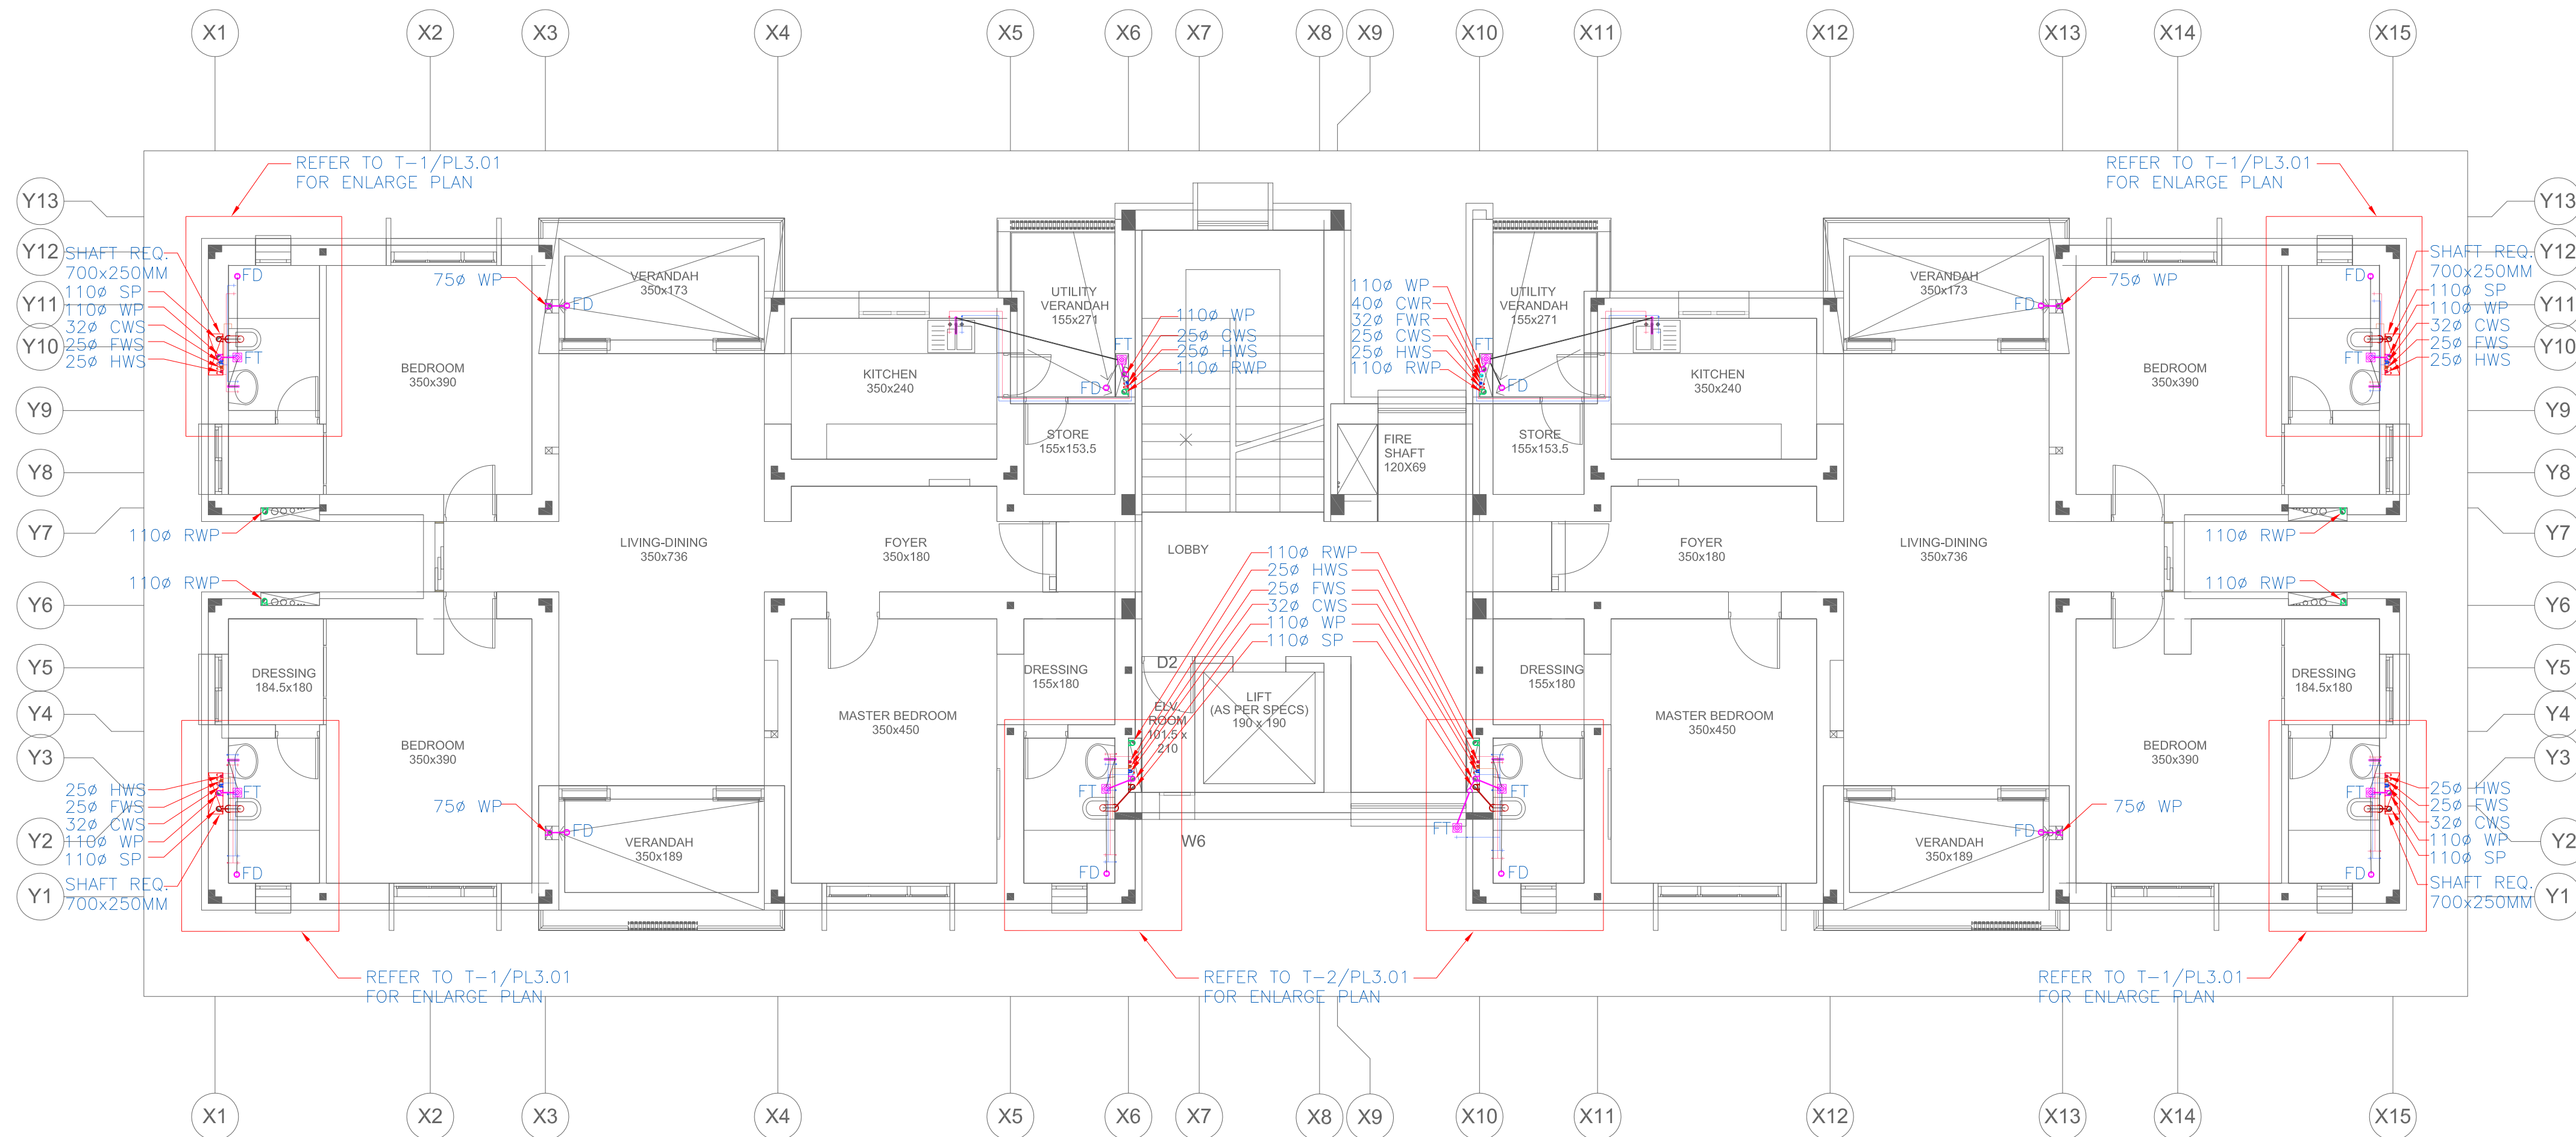 X1
X2
X3
X4
X5
X6
X7
X8
X9
X10
X11
X12
X13
X14
X15
REFER TO T-1/PL3.01
FOR ENLARGE PLAN
REFER TO T-1/PL3.01
FOR ENLARGE PLAN
Y13
Y12
Y11
Y10
Y9
Y8
Y7
Y6
Y5
Y4
Y3
Y2
Y1
SHAFT REQ.
700x250MM
110ø SP
110ø WP
32ø CWS
25ø FWS
25ø HWS
FD
FT
BEDROOM
350x390
75ø WP
FD
VERANDAH
350x173
KITCHEN
350x240
UTILITY
VERANDAH
155x271
FT
FD
110ø WP
25ø CWS
25ø HWS
110ø RWP
STORE
155x153.5
110ø WP
40ø CWR
32ø FWR
25ø CWS
25ø HWS
110ø RWP
FT
FD
UTILITY
VERANDAH
155x271
FIRE
SHAFT
120X69
STORE
155x153.5
KITCHEN
350x240
VERANDAH
350x173
FD
75ø WP
BEDROOM
350x390
FD
FT
SHAFT REQ.
700x250MM
110ø SP
110ø WP
32ø CWS
25ø FWS
25ø HWS
Y13
Y12
Y11
Y10
Y9
Y8
Y7
Y6
Y5
Y4
Y3
Y2
Y1
110ø RWP
110ø RWP
LIVING-DINING
350x736
FOYER
350x180
LOBBY
110ø RWP
25ø HWS
25ø FWS
32ø CWS
110ø WP
110ø SP
FOYER
350x180
LIVING-DINING
350x736
110ø RWP
110ø RWP
DRESSING
184.5x180
BEDROOM
350x390
25ø HWS
25ø FWS
32ø CWS
110ø WP
110ø SP
SHAFT REQ.
700x250MM
FT
FD
75ø WP
FD
VERANDAH
350x189
MASTER BEDROOM
350x450
DRESSING
155x180
FT
FD
D2
ELV.
ROOM
101.5 x
210
LIFT
(AS PER SPECS)
190 x 190
W6
DRESSING
155x180
FT
FT
FD
MASTER BEDROOM
350x450
VERANDAH
350x189
FD
75ø WP
BEDROOM
350x390
DRESSING
184.5x180
FT
FD
25ø HWS
25ø FWS
32ø CWS
110ø WP
110ø SP
SHAFT REQ.
700x250MM
REFER TO T-1/PL3.01
FOR ENLARGE PLAN
REFER TO T-2/PL3.01
FOR ENLARGE PLAN
REFER TO T-1/PL3.01
FOR ENLARGE PLAN
X1
X2
X3
X4
X5
X6
X7
X8
X9
X10
X11
X12
X13
X14
X15